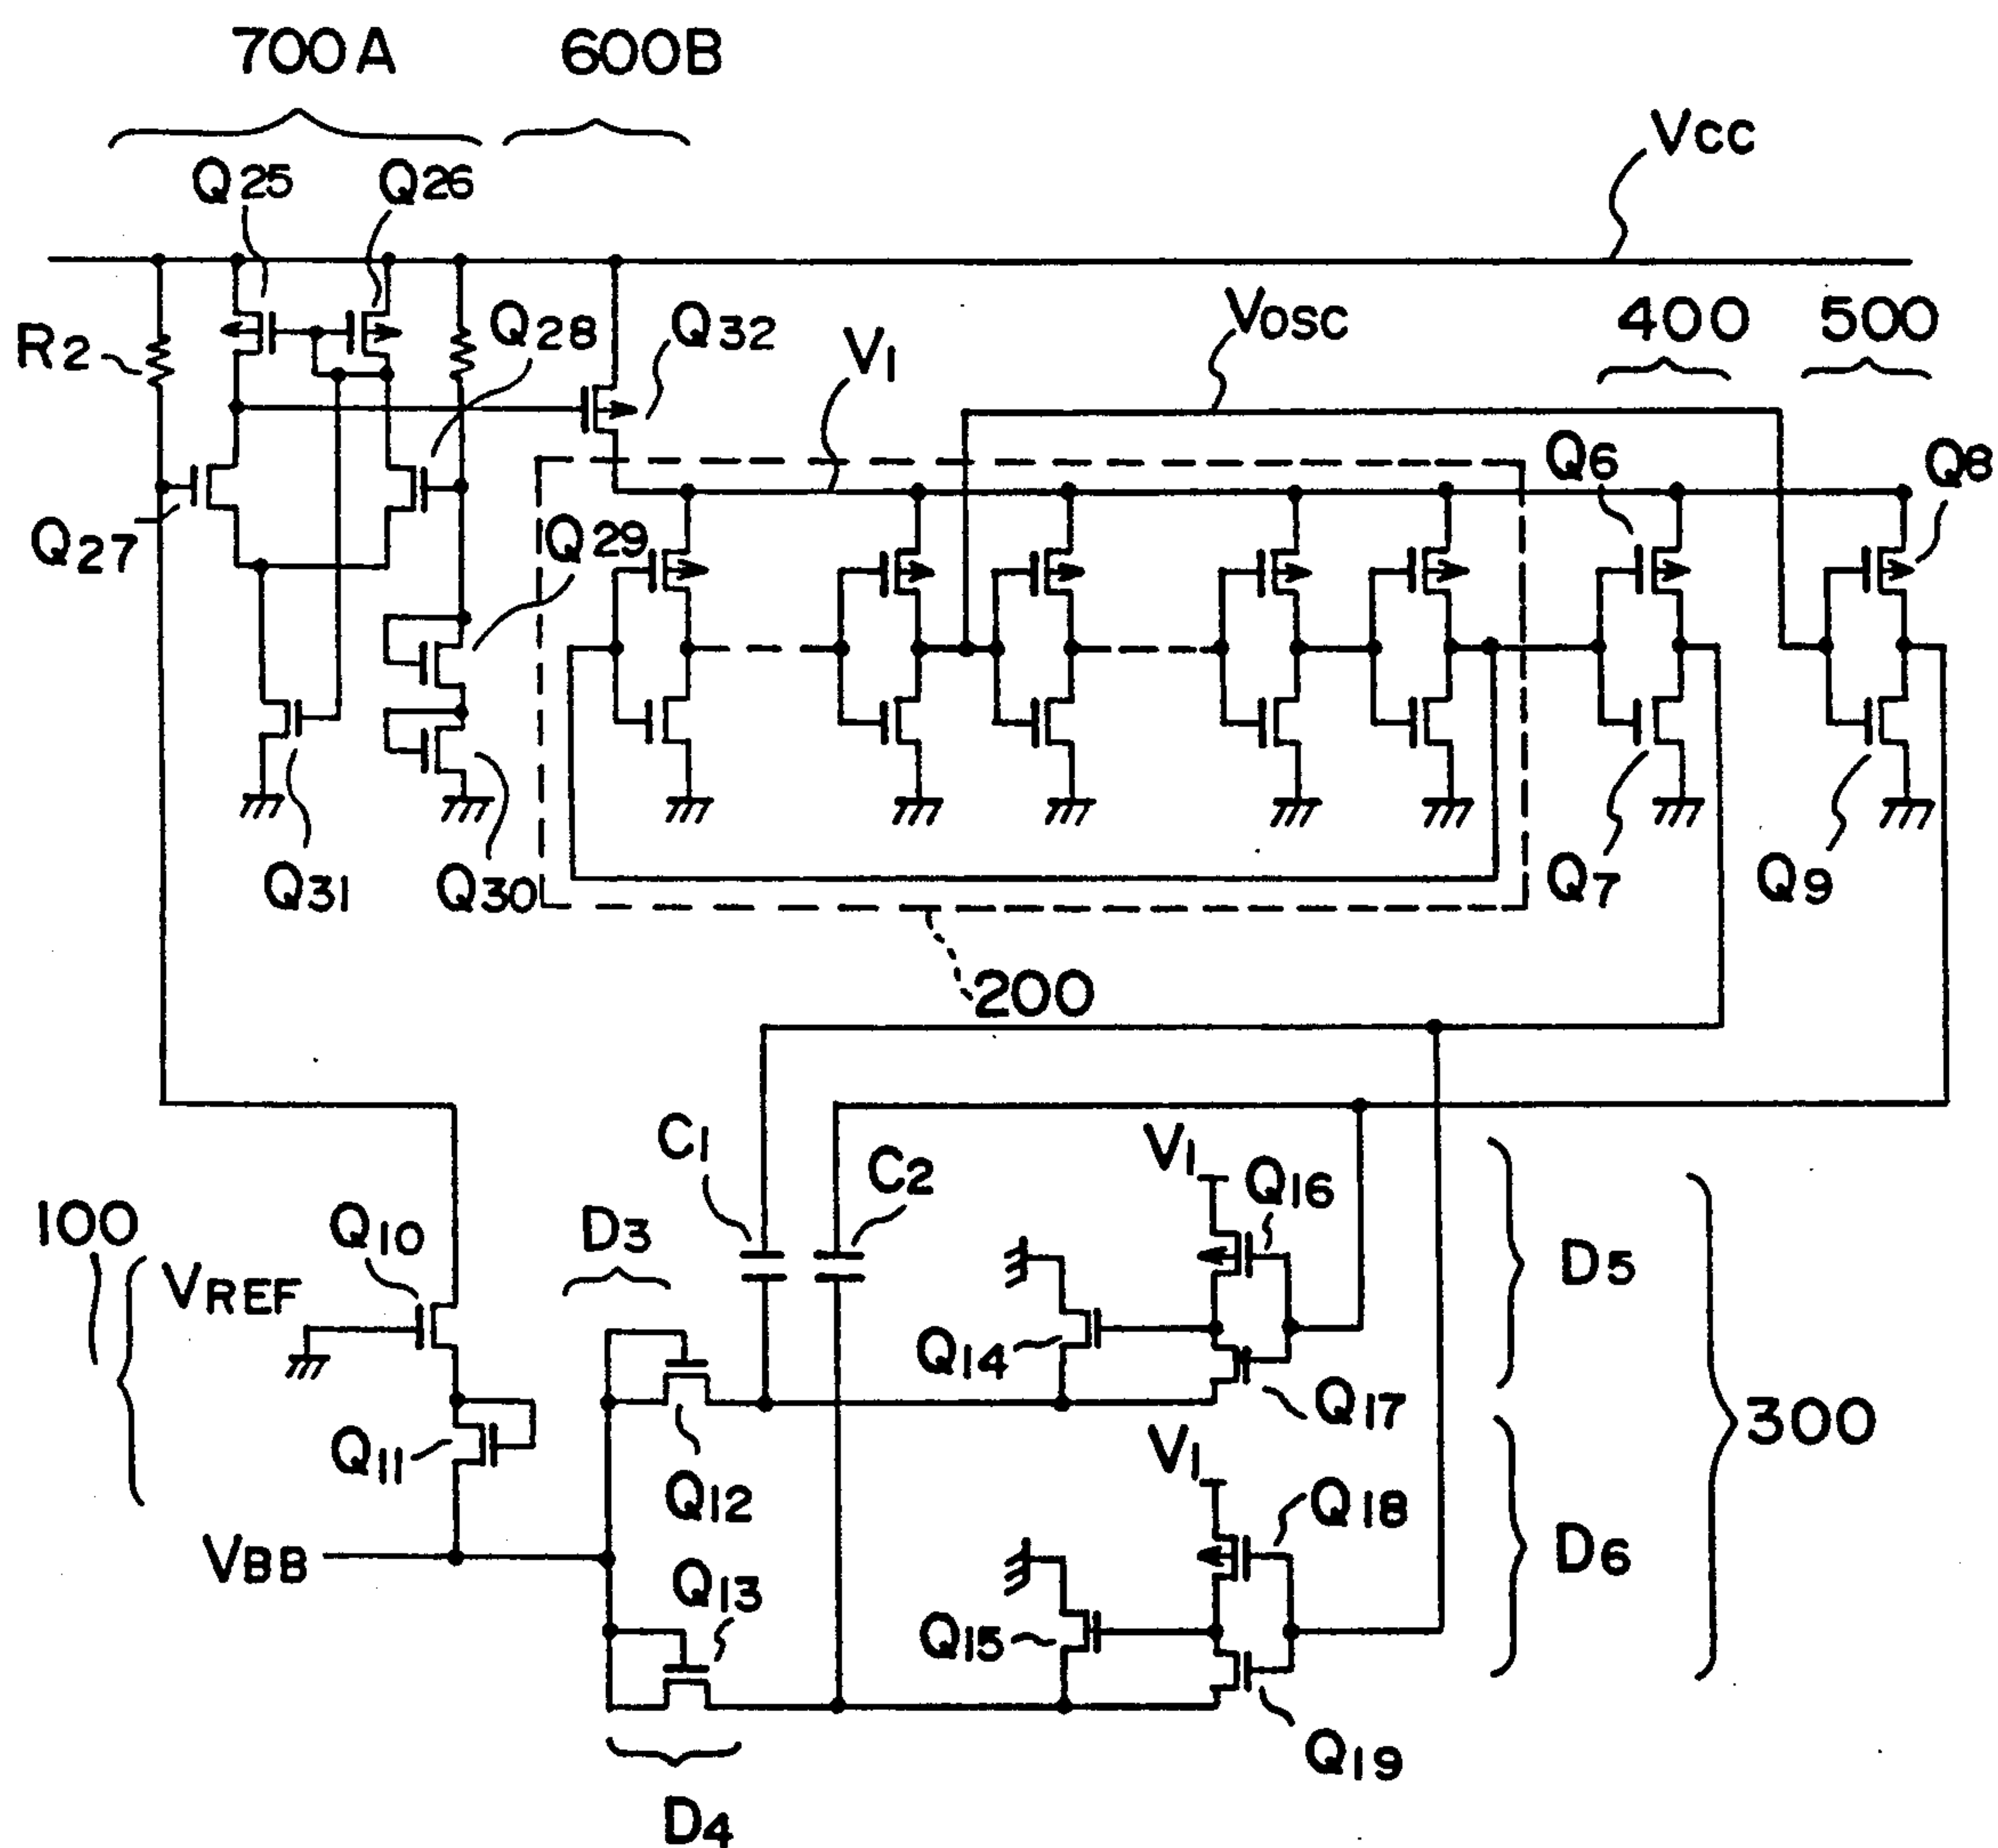 700A 600B
VCC
Q25 Q26
R2 Q28 Q32 V1 VOSC 400 500
Q27 Q29 Q6 Q8
Q31 Q30 Q7 Q9
200
C1 C2 V1 Q16
100 VREF Q10 D3 D5
Q14 Q17
Q11 Q12 V1 Q18 300
VBB Q13 Q15 D6
Q19
D4